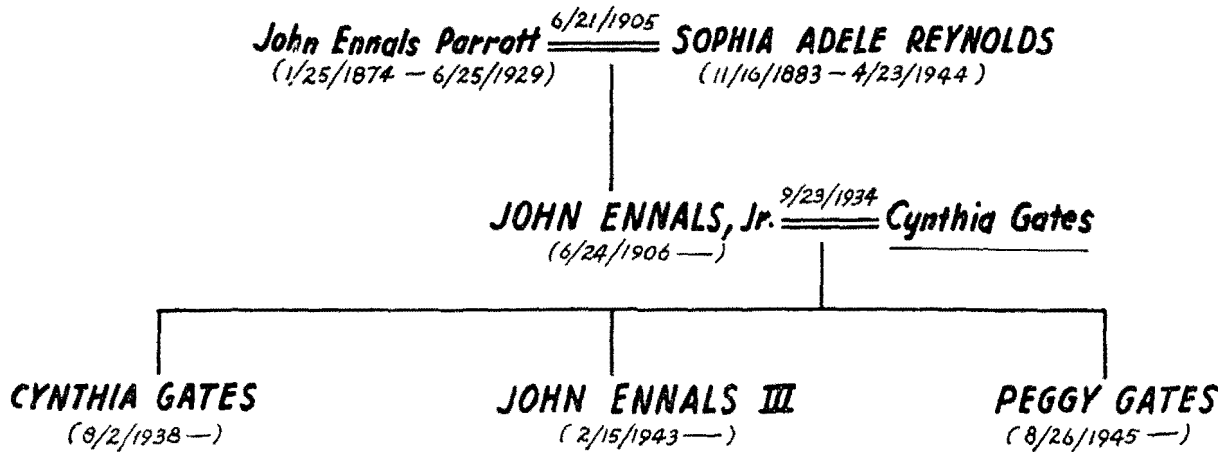 6/21/1905
John Ennals Parrott SOPHIA ADELE REYNOLDS
(1/25/1874 — 6/25/1929) (11/16/1883 — 4/23/1944)
9/23/1934
JOHN ENNALS, Jr. Cynthia Gates
(6/24/1906 —)
CYNTHIA GATES JOHN ENNALS III PEGGY GATES
(8/2/1938 —) (2/15/1943 —) (8/26/1945 —)